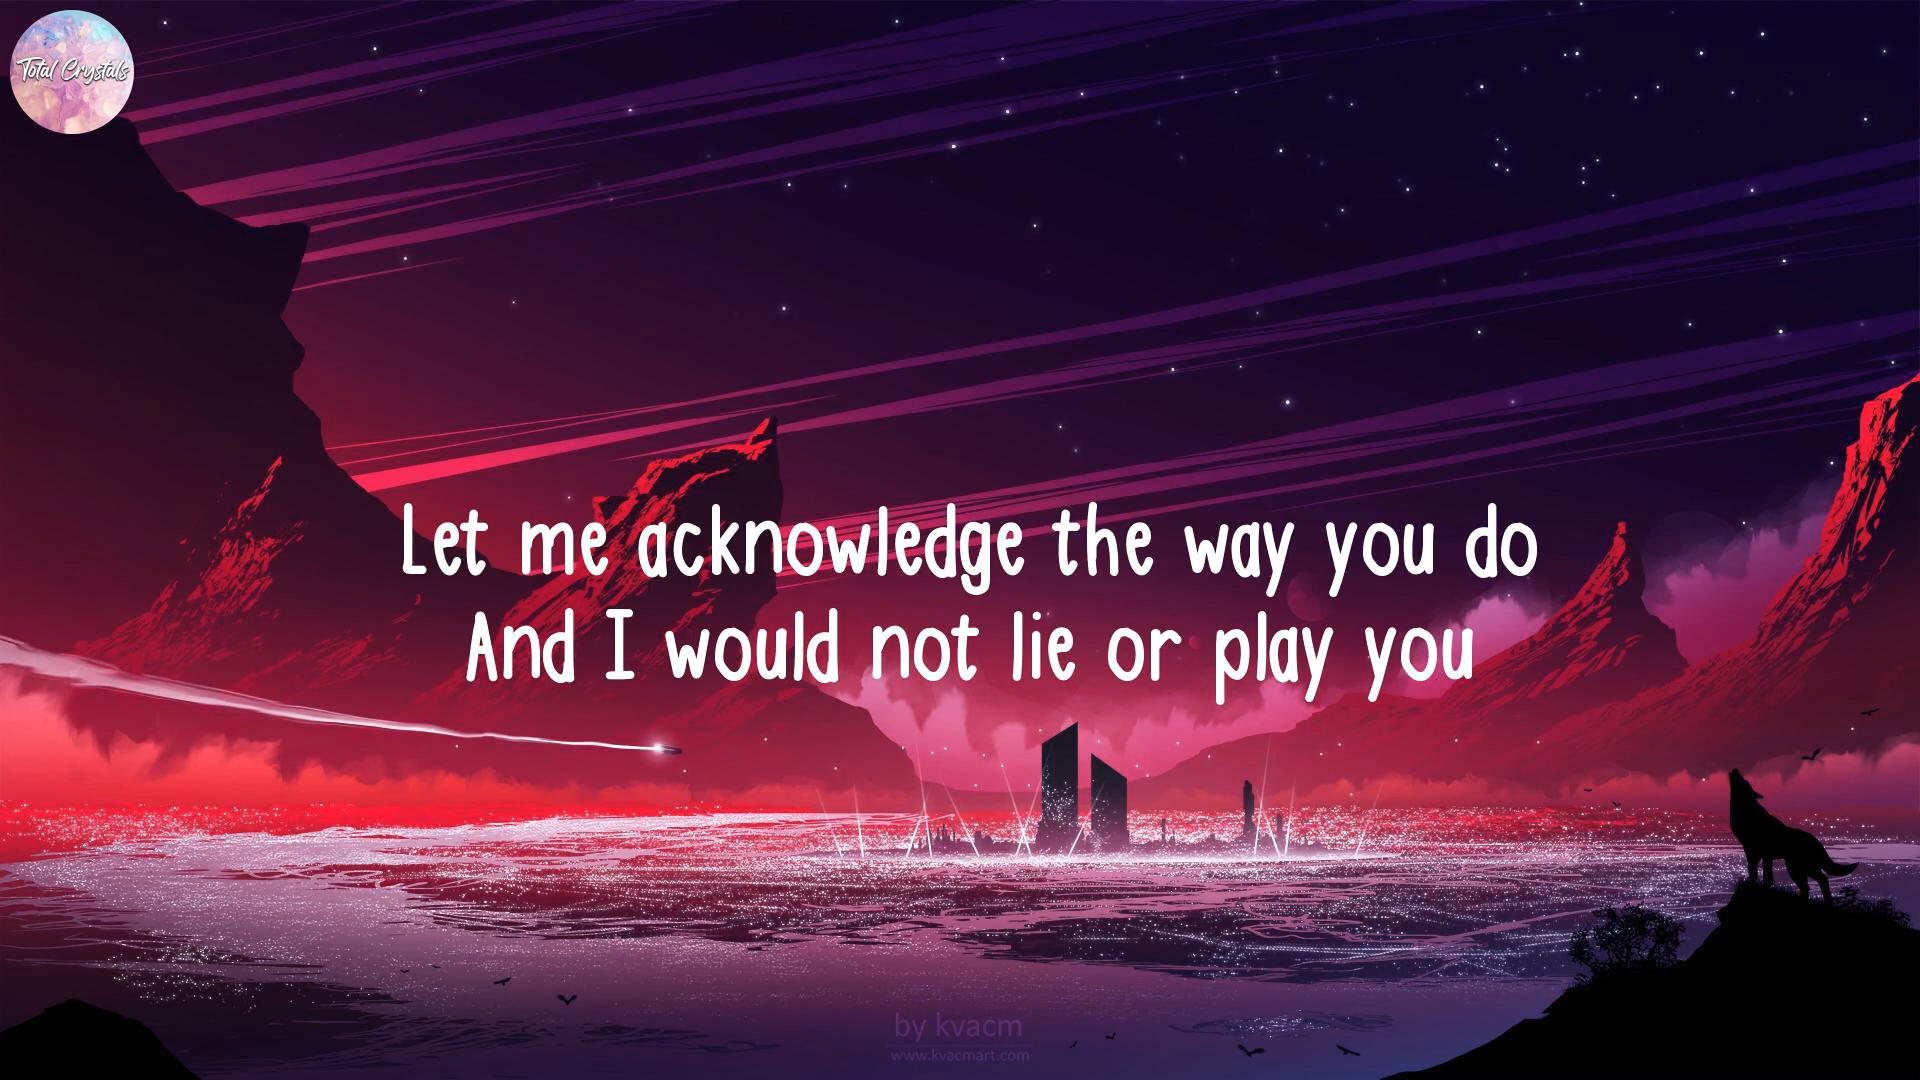 Total Crystals
Let me acknowledge the way you do
And I would not lie or play you
by kvacm
www.kvacmart.com